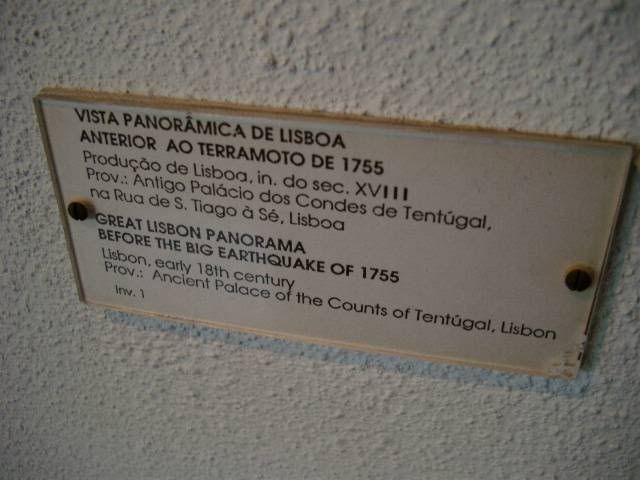 VISTA PANORÂMICA DE LISBOA
ANTERIOR AO TERRAMOTO DE 1755
Produção de Lisboa, in. do sec. XVIII
Prov.: Antigo Palácio dos Condes de Tentúgal,
na Rua de S. Tiago à Sé, Lisboa
GREAT LISBON PANORAMA
BEFORE THE BIG EARTHQUAKE OF 1755
Lisbon, early 18th century
Prov.: Ancient Palace of the Counts of Tentúgal, Lisbon
Inv. 1